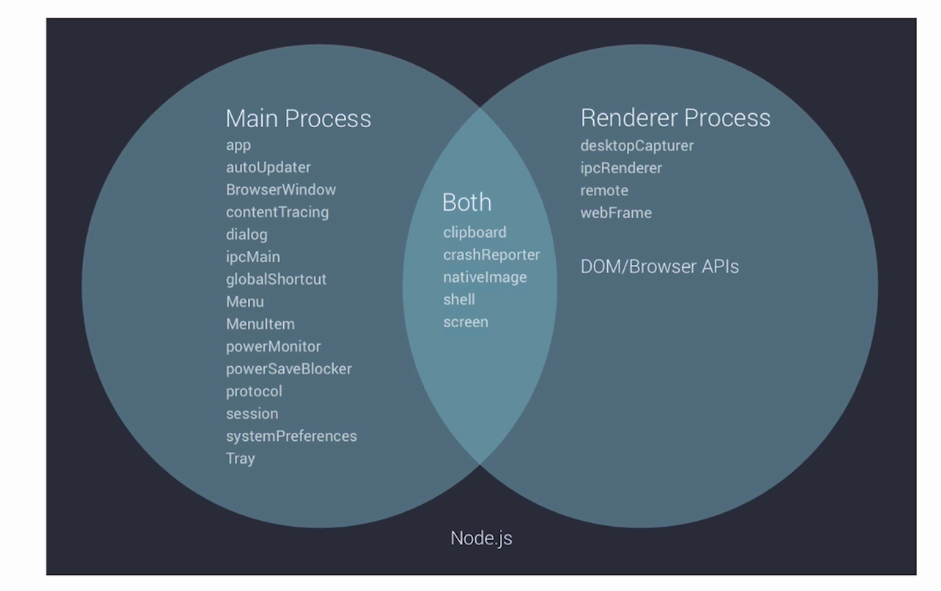 Main Process
app
autoUpdater
BrowserWindow
contentTracing
dialog
ipcMain
globalShortcut
Menu
MenuItem
powerMonitor
powerSaveBlocker
protocol
session
systemPreferences
Tray
Both
clipboard
crashReporter
nativeImage
shell
screen
Renderer Process
desktopCapturer
ipcRenderer
remote
webFrame
DOM/Browser APIs
Node.js